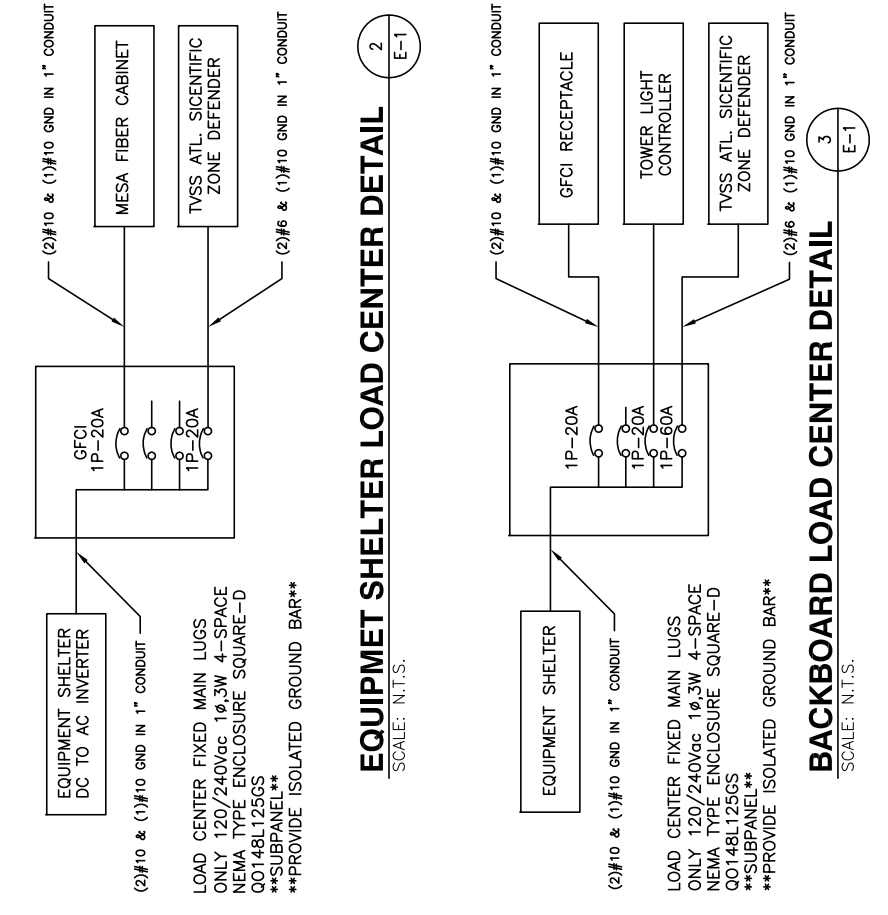 (2)#10 & (1)#10 GND IN 1" CONDUIT
MESA FIBER CABINET
TVSS ATL. SICENTIFIC
ZONE DEFENDER
(2)#6 & (1)#10 GND IN 1" CONDUIT
GFCI
1P-20A
1P-20A
EQUIPMENT SHELTER
DC TO AC INVERTER
(2)#10 & (1)#10 GND IN 1" CONDUIT
LOAD CENTER FIXED MAIN LUGS
ONLY 120/240Vac 1ø,3W 4-SPACE
NEMA TYPE ENCLOSURE SQUARE-D
QO148L125GS
**SUBPANEL**
**PROVIDE ISOLATED GROUND BAR**
EQUIPMET SHELTER LOAD CENTER DETAIL
SCALE: N.T.S.
2
E-1
(2)#10 & (1)#10 GND IN 1" CONDUIT
GFCI RECEPTACLE
TOWER LIGHT
CONTROLLER
TVSS ATL. SICENTIFIC
ZONE DEFENDER
(2)#6 & (1)#10 GND IN 1" CONDUIT
1P-20A
1P-20A
1P-60A
EQUIPMENT SHELTER
(2)#10 & (1)#10 GND IN 1" CONDUIT
LOAD CENTER FIXED MAIN LUGS
ONLY 120/240Vac 1ø,3W 4-SPACE
NEMA TYPE ENCLOSURE SQUARE-D
QO148L125GS
**SUBPANEL**
**PROVIDE ISOLATED GROUND BAR**
BACKBOARD LOAD CENTER DETAIL
SCALE: N.T.S.
3
E-1